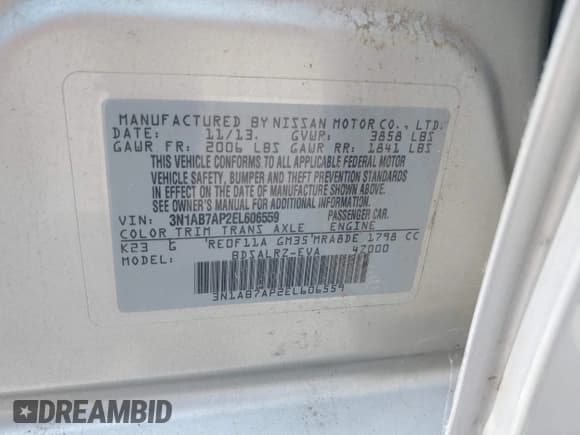 MANUFACTURED BY NISSAN MOTOR CO., LTD.
DATE: 11/13. GVWR: 3858 LBS
GAWR FR: 2006 LBS GAWR RR: 1841 LBS
THIS VEHICLE CONFORMS TO ALL APPLICABLE FEDERAL MOTOR
VEHICLE SAFETY, BUMPER AND THEFT PREVENTION STANDARDS
IN EFFECT ON THE DATE OF MANUFACTURE SHOWN ABOVE.
SEE OWNER'S MANUAL FOR ADDITIONAL INFORMATION.
VIN: 3N1AB7AP2EL606559 PASSENGER CAR.
COLOR TRIM TRANS AXLE ENGINE
K23 G RE0F11A GM35 MRA8DE 1798 CC
MODEL: BDSALRZ-EVA 47000
3N1AB7AP2EL606559
DREAMBID